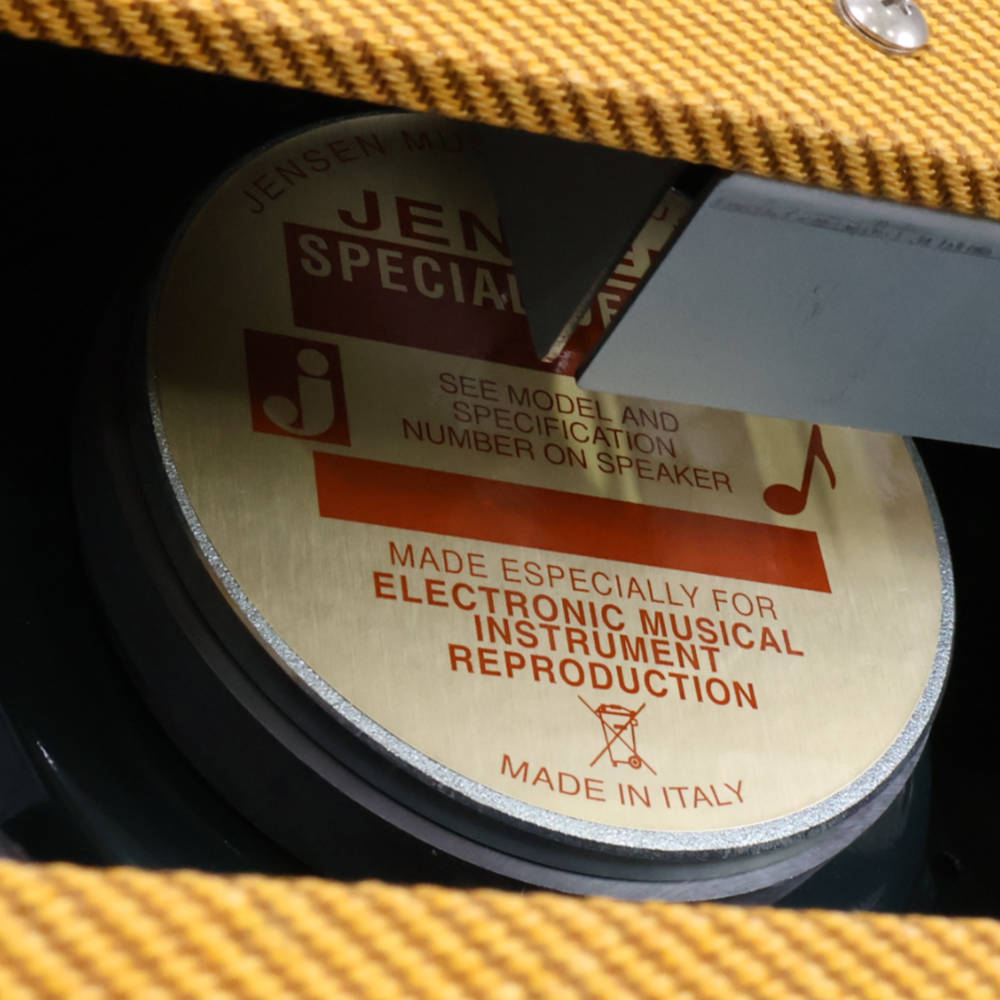 JENSEN
JEN
SPECIAL
j
SEE MODEL AND
SPECIFICATION
NUMBER ON SPEAKER
MADE ESPECIALLY FOR
ELECTRONIC MUSICAL
INSTRUMENT
REPRODUCTION
MADE IN ITALY